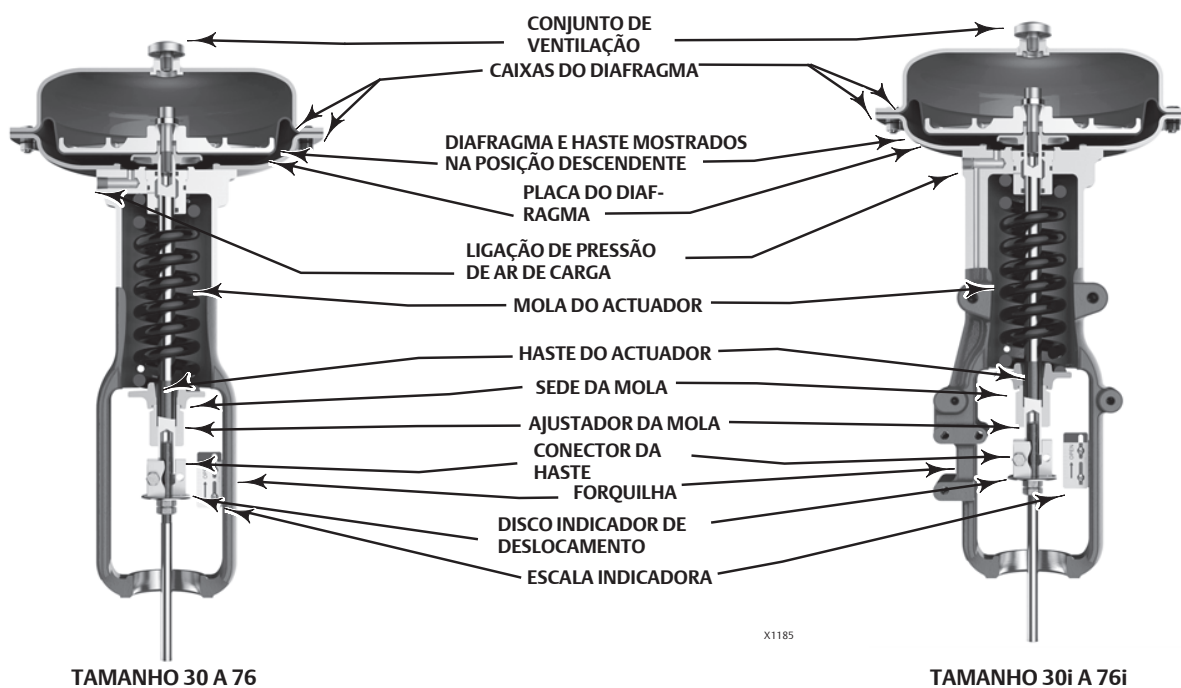 CONJUNTO DE
VENTILAÇÃO
CAIXAS DO DIAFRAGMA
DIAFRAGMA E HASTE MOSTRADOS
NA POSIÇÃO DESCENDENTE
PLACA DO DIAF-
RAGMA
LIGAÇÃO DE PRESSÃO
DE AR DE CARGA
MOLA DO ACTUADOR
HASTE DO ACTUADOR
SEDE DA MOLA
AJUSTADOR DA MOLA
CONECTOR DA
HASTE
FORQUILHA
DISCO INDICADOR DE
DESLOCAMENTO
ESCALA INDICADORA
OPEN
X1185
TAMANHO 30 A 76
TAMANHO 30i A 76i